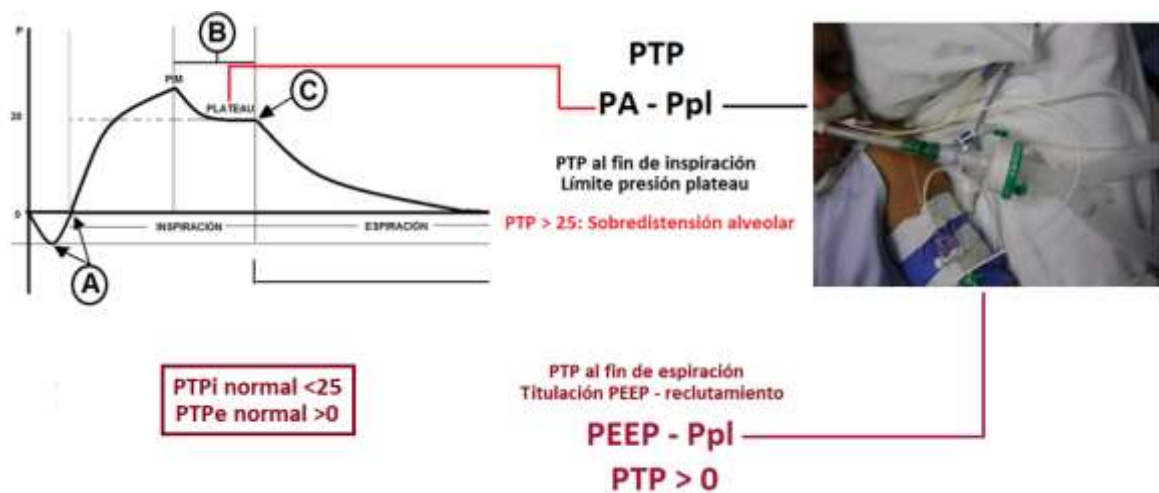 P
B
PIM
PLATEAU
C
20
0
INSPIRACIÓN
ESPIRACIÓN
A
PTP
PA - Ppl
PTP al fin de inspiración
Límite presión plateau
PTP > 25: Sobredistensión alveolar
PTPi normal <25
PTPe normal >0
PTP al fin de espiración
Titulación PEEP - reclutamiento
PEEP - Ppl
PTP > 0